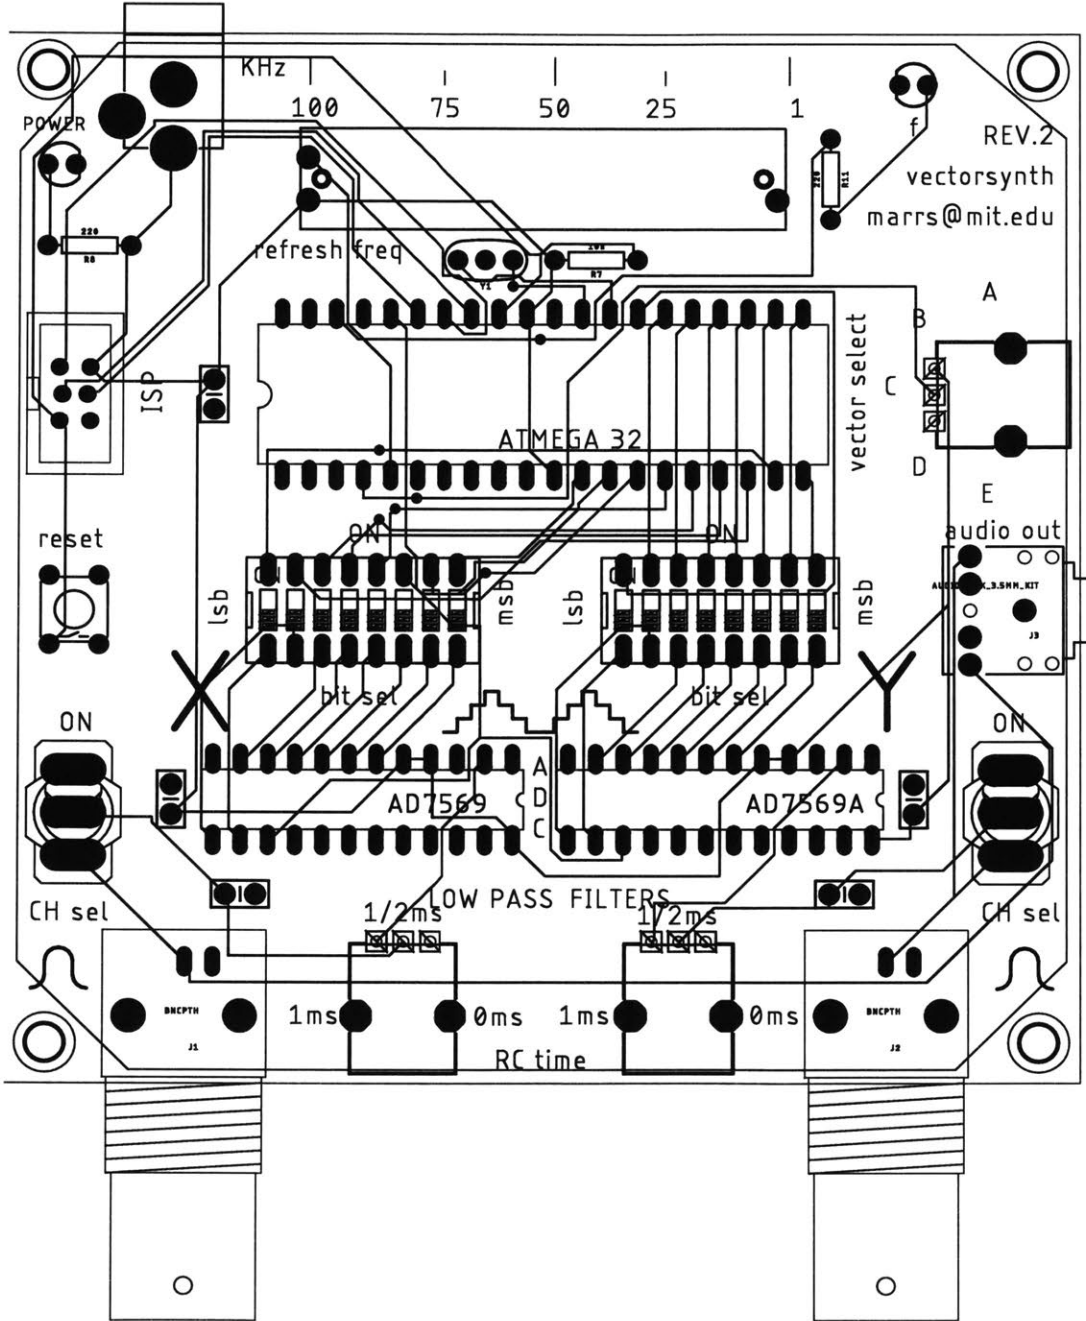 KHz
100 75 50 25 1
POWER
f
REV.2
vectorsynth
marrs@mit.edu
220
R11
220
R8
refresh freq
Y1
R7
A
B
C
D
E
vector select
ISP
ATMEGA 32
reset
ON
ON
audio out
lsb
msb
lsb
msb
J3
X
bit sel
bit sel
Y
ON
ON
A
D
C
AD7569
AD7569A
LOW PASS FILTERS
CH sel
1/2ms
1/2ms
CH sel
BNCPTH
J1
1ms
0ms
1ms
0ms
BNCPTH
J2
RC time